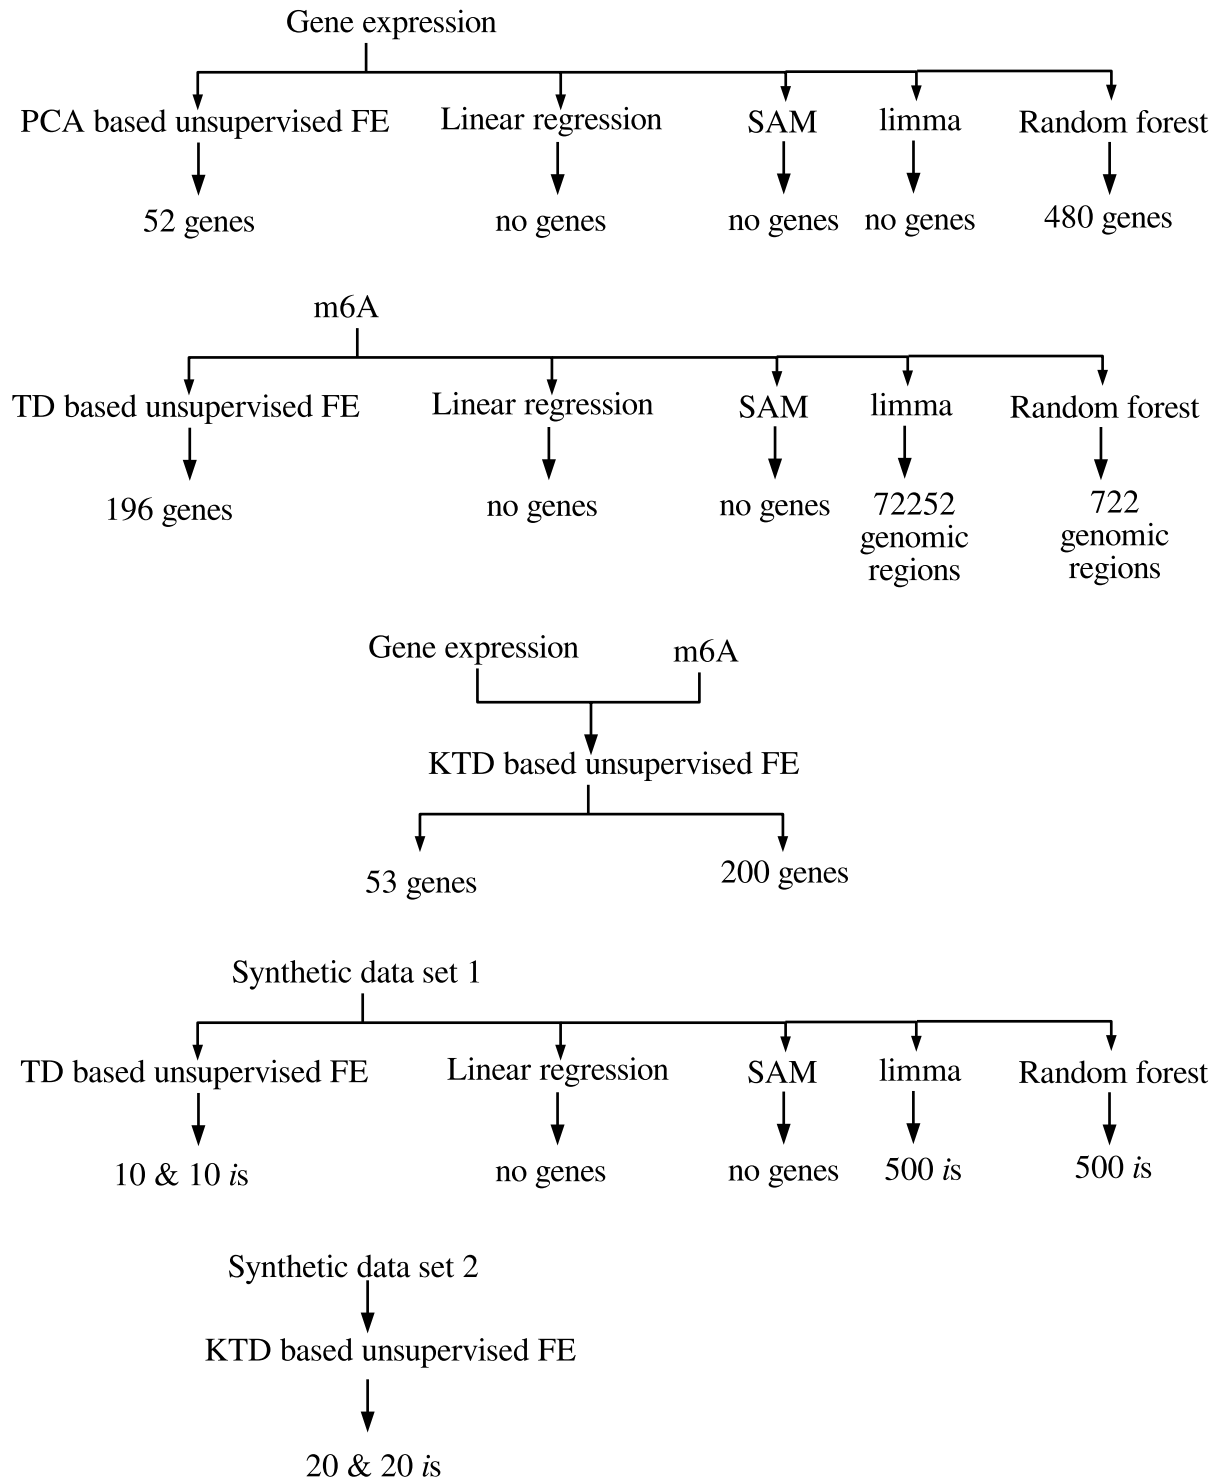 Gene expression
PCA based unsupervised FE Linear regression SAM limma Random forest
52 genes no genes no genes no genes 480 genes
m6A
TD based unsupervised FE Linear regression SAM limma Random forest
196 genes no genes no genes 72252 genomic regions 722 genomic regions
Gene expression m6A
KTD based unsupervised FE
53 genes 200 genes
Synthetic data set 1
TD based unsupervised FE Linear regression SAM limma Random forest
10 & 10 is no genes no genes 500 is 500 is
Synthetic data set 2
KTD based unsupervised FE
20 & 20 is